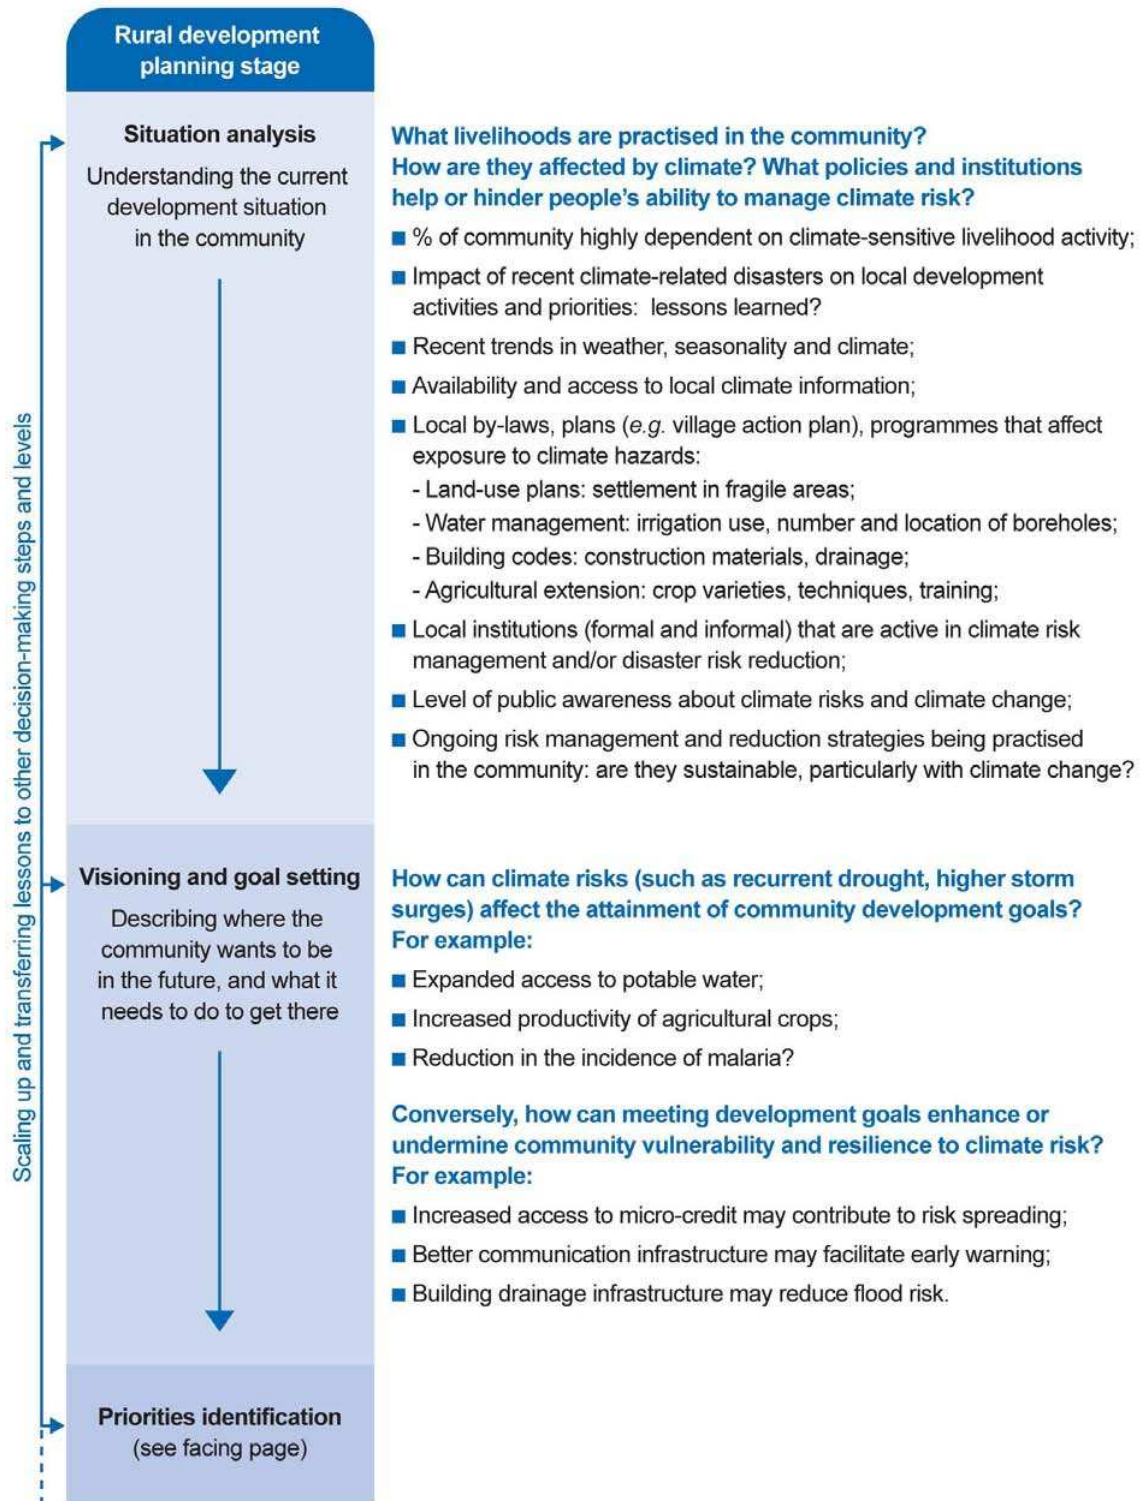 Rural development
planning stage
Situation analysis
Understanding the current
development situation
in the community
What livelihoods are practised in the community?
How are they affected by climate? What policies and institutions
help or hinder people's ability to manage climate risk?
■ % of community highly dependent on climate-sensitive livelihood activity;
■ Impact of recent climate-related disasters on local development
activities and priorities: lessons learned?
■ Recent trends in weather, seasonality and climate;
■ Availability and access to local climate information;
■ Local by-laws, plans (e.g. village action plan), programmes that affect
exposure to climate hazards:
- Land-use plans: settlement in fragile areas;
- Water management: irrigation use, number and location of boreholes;
- Building codes: construction materials, drainage;
- Agricultural extension: crop varieties, techniques, training;
■ Local institutions (formal and informal) that are active in climate risk
management and/or disaster risk reduction;
■ Level of public awareness about climate risks and climate change;
■ Ongoing risk management and reduction strategies being practised
in the community: are they sustainable, particularly with climate change?
Visioning and goal setting
Describing where the
community wants to be
in the future, and what it
needs to do to get there
How can climate risks (such as recurrent drought, higher storm
surges) affect the attainment of community development goals?
For example:
■ Expanded access to potable water;
■ Increased productivity of agricultural crops;
■ Reduction in the incidence of malaria?
Conversely, how can meeting development goals enhance or
undermine community vulnerability and resilience to climate risk?
For example:
■ Increased access to micro-credit may contribute to risk spreading;
■ Better communication infrastructure may facilitate early warning;
■ Building drainage infrastructure may reduce flood risk.
Priorities identification
(see facing page)
Scaling up and transferring lessons to other decision-making steps and levels